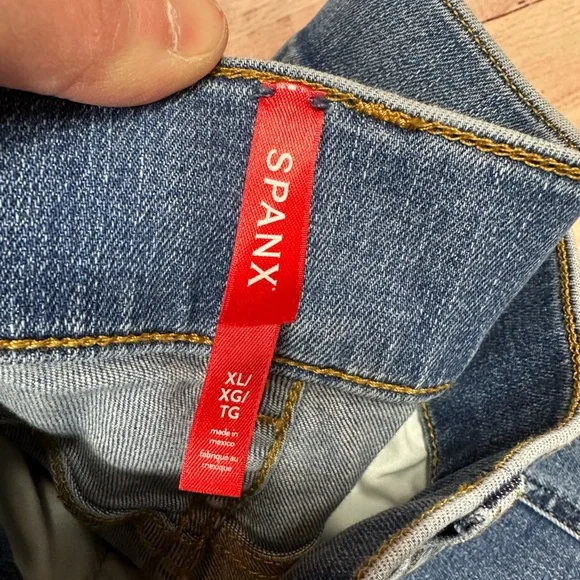 SPANX
XL/
XG/
TG
made in
mexico
fabriqué au
mexique